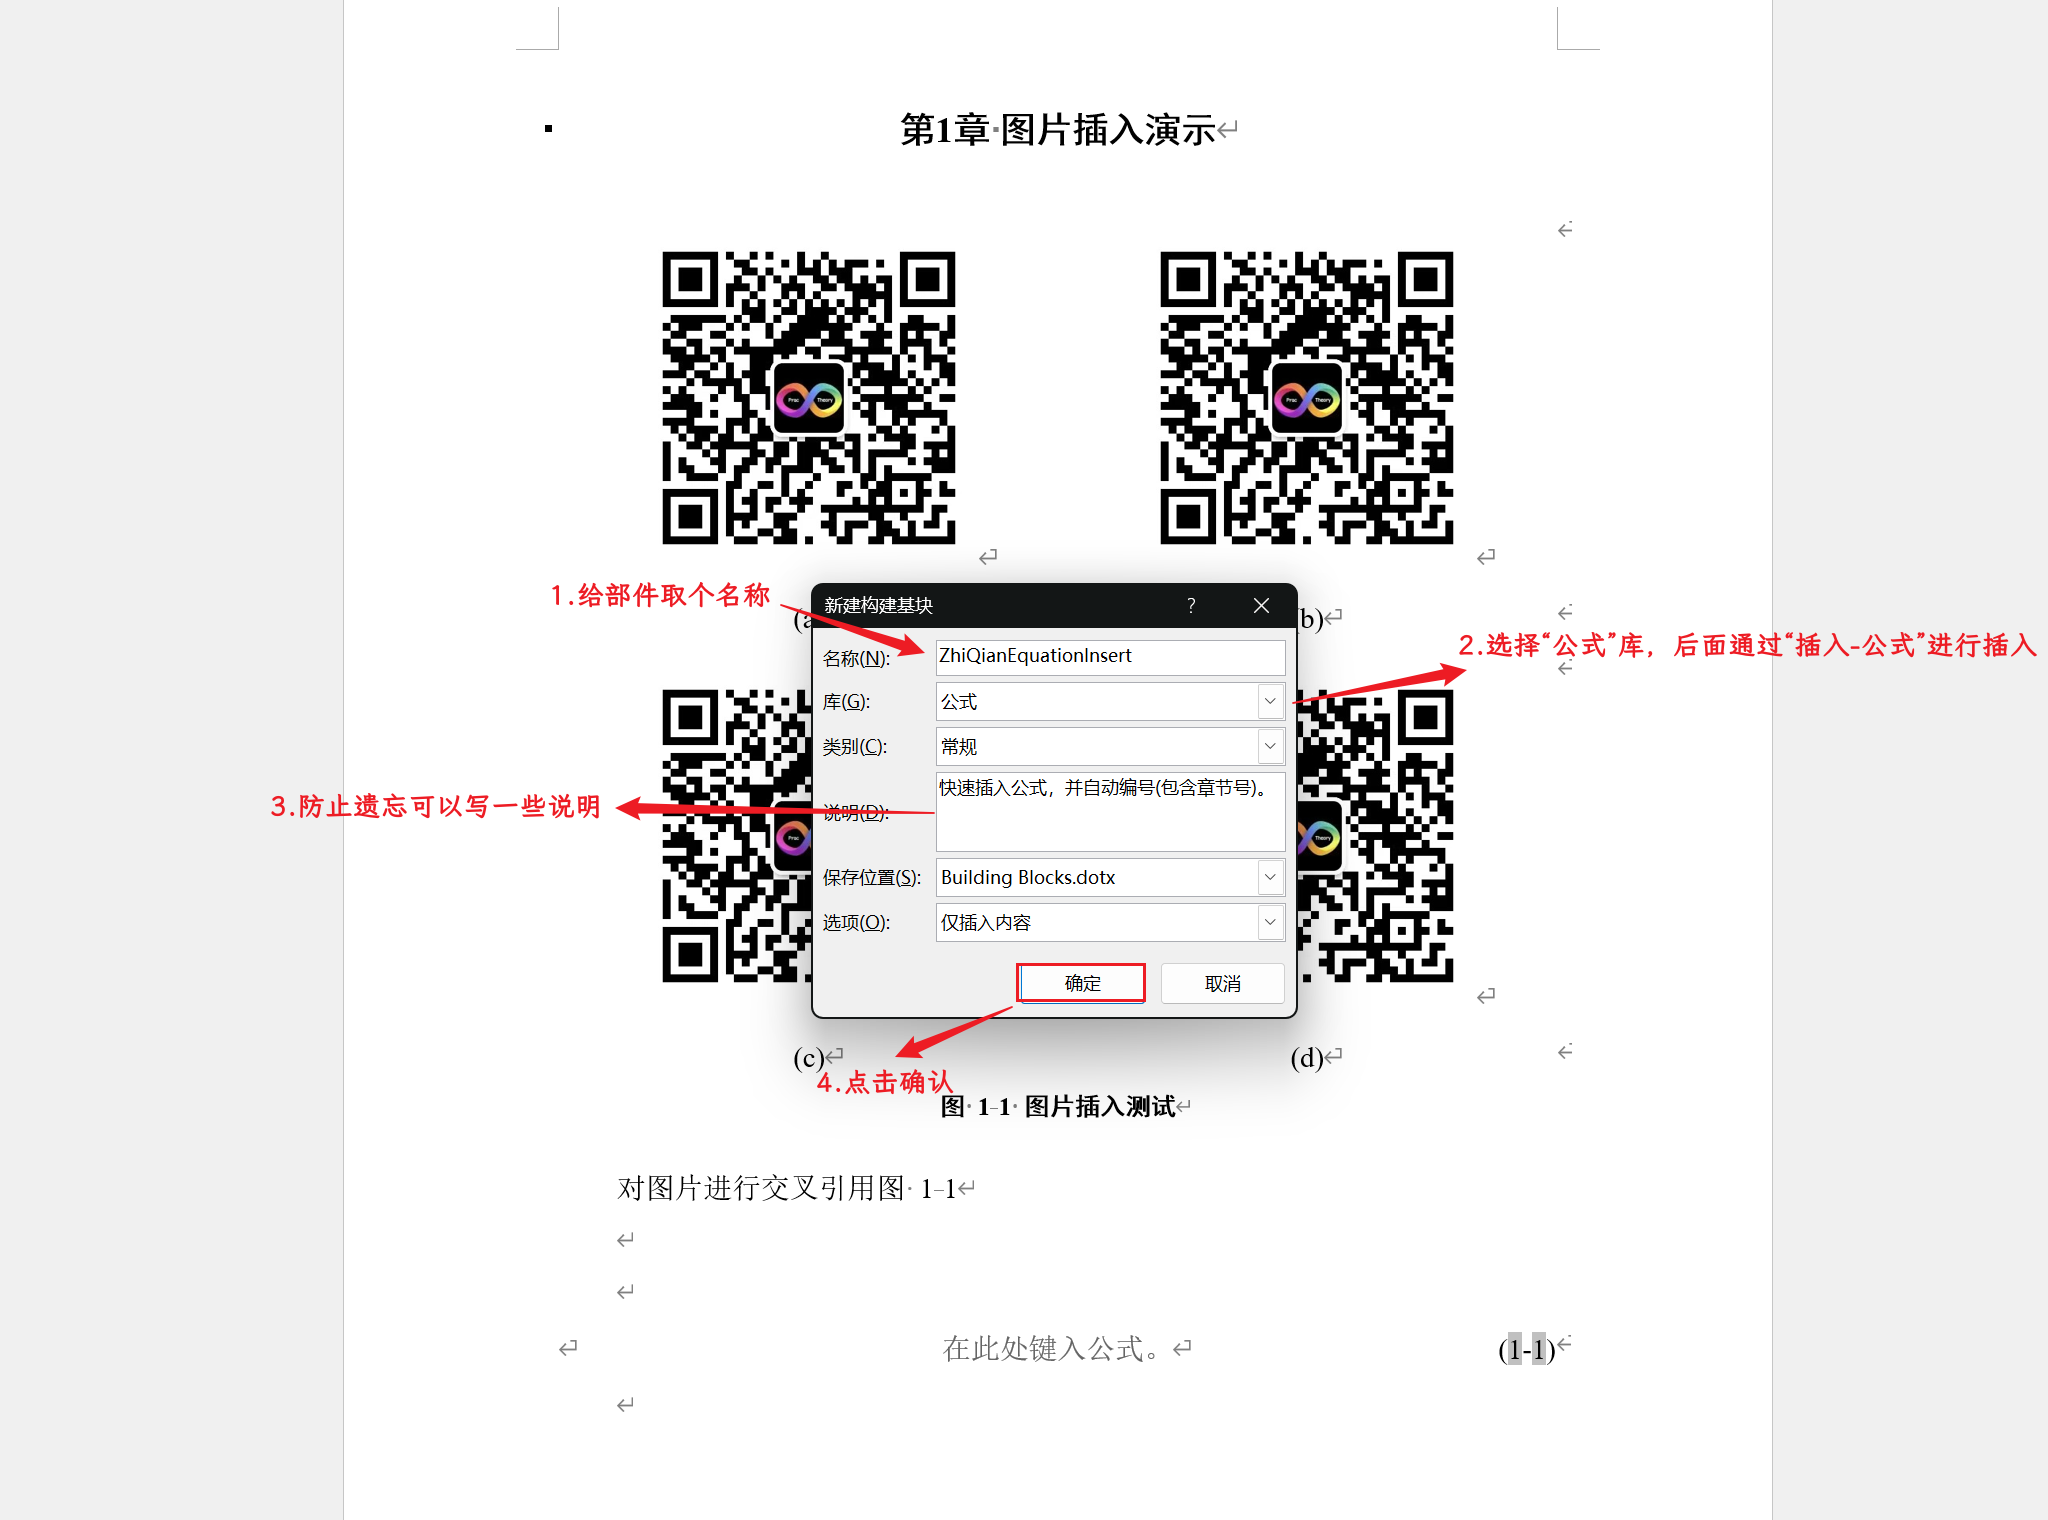 第1章 图片插入演示
Prac Theory
Prac Theory
1.给部件取个名称
新建构建基块
(a
b)
名称(N):
ZhiQianEquationInsert
2.选择“公式”库，后面通过“插入-公式”进行插入
库(G):
公式
类别(C):
常规
3.防止遗忘可以写一些说明
说明(D):
快速插入公式，并自动编号(包含章节号)。
Prac
Theory
保存位置(S):
Building Blocks.dotx
选项(O):
仅插入内容
确定
取消
(c)
(d)
4.点击确认
图 1-1 图片插入测试
对图片进行交叉引用图 1-1
在此处键入公式。
(1-1)